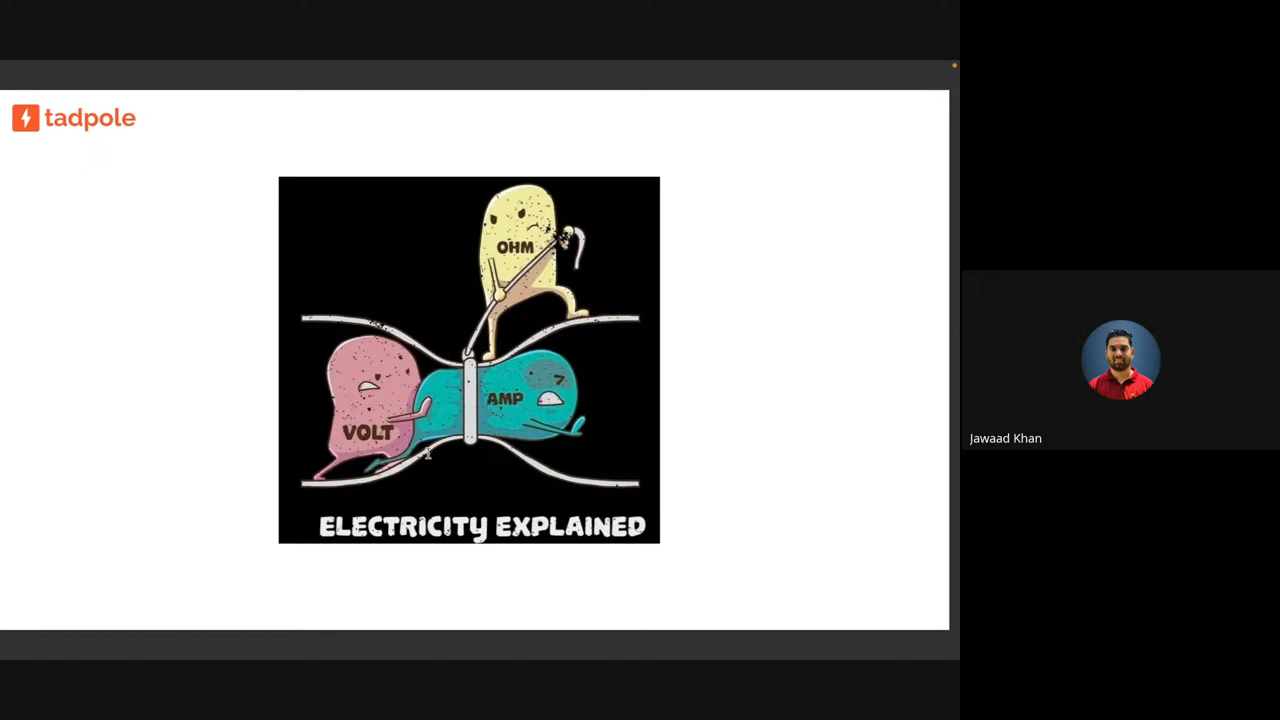 tadpole
OHM
AMP
VOLT
ELECTRICITY EXPLAINED
Jawaad Khan